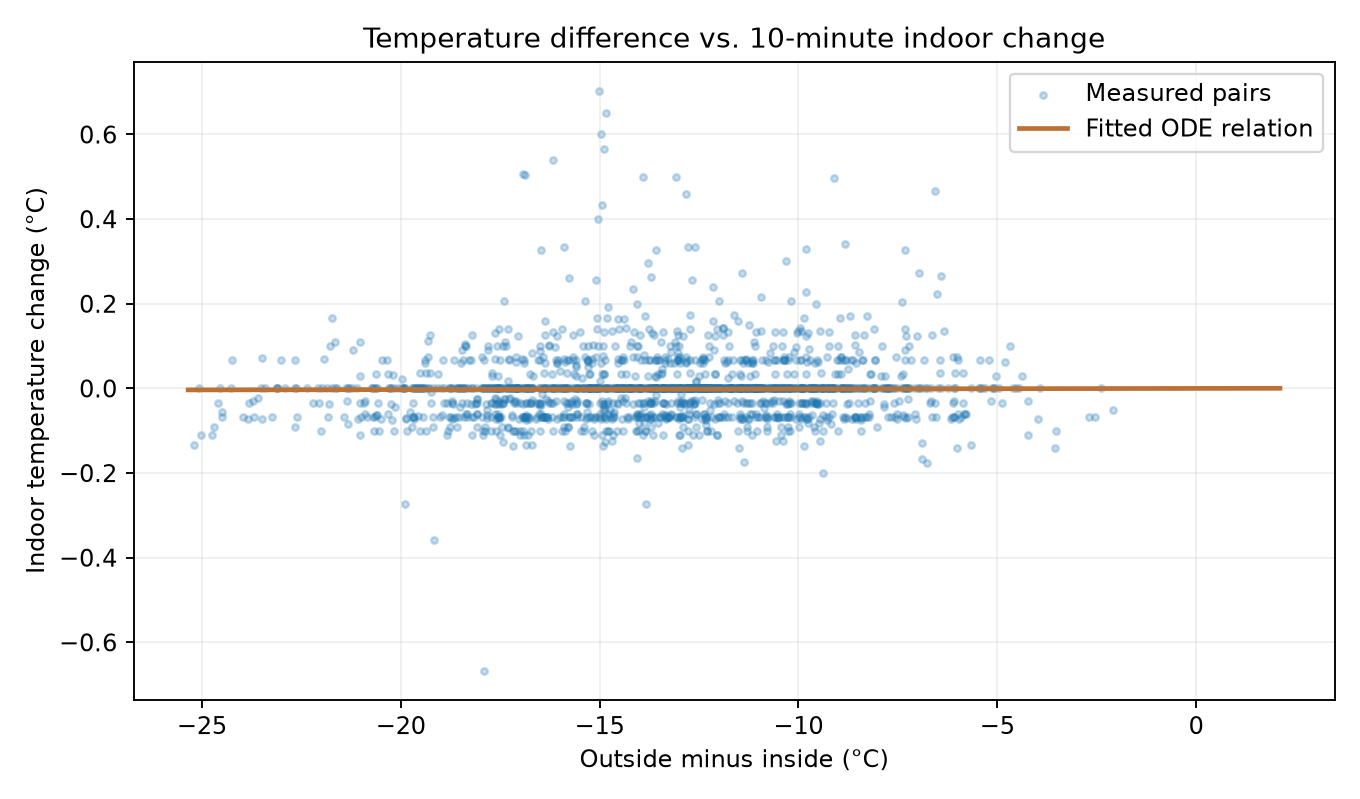 Temperature difference vs. 10-minute indoor change
Measured pairs
Fitted ODE relation
Indoor temperature change (°C)
0.6
0.4
0.2
0.0
−0.2
−0.4
−0.6
−25
−20
−15
−10
−5
0
Outside minus inside (°C)